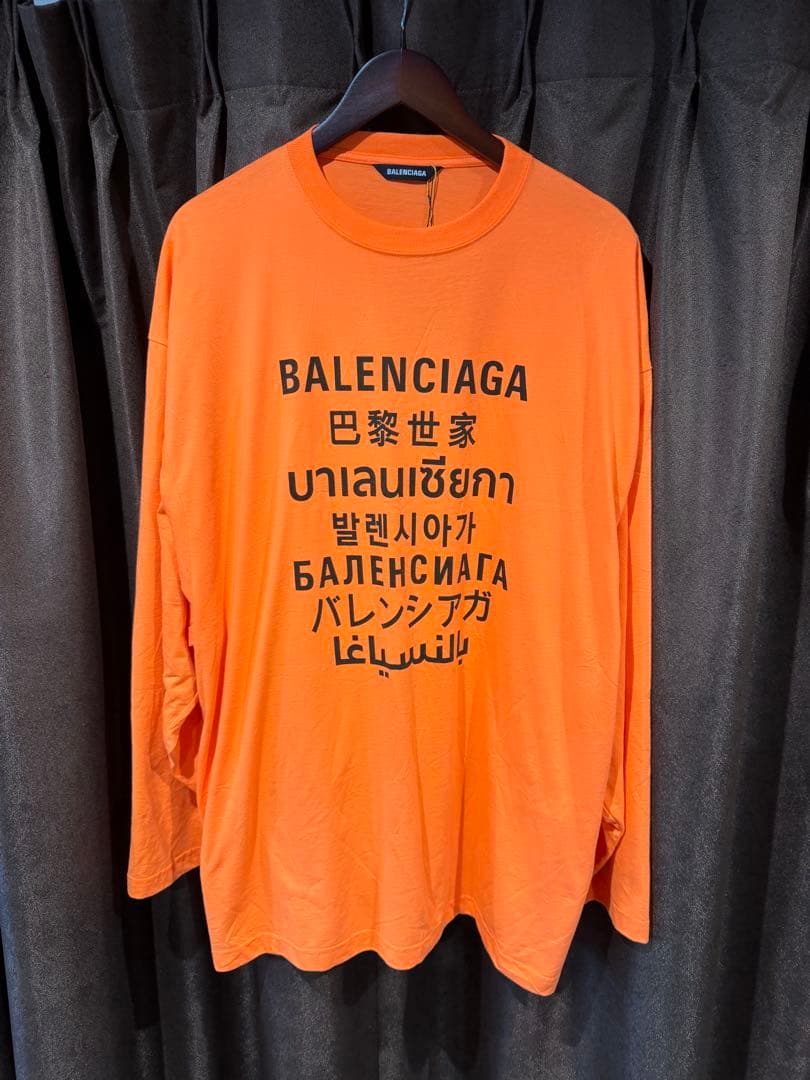 BALENCIAGA
BALENCIAGA
巴黎世家
บาเลนเซียกา
발렌시아가
БАЛЕНСИАГА
バレンシアガ
بالنسياغا